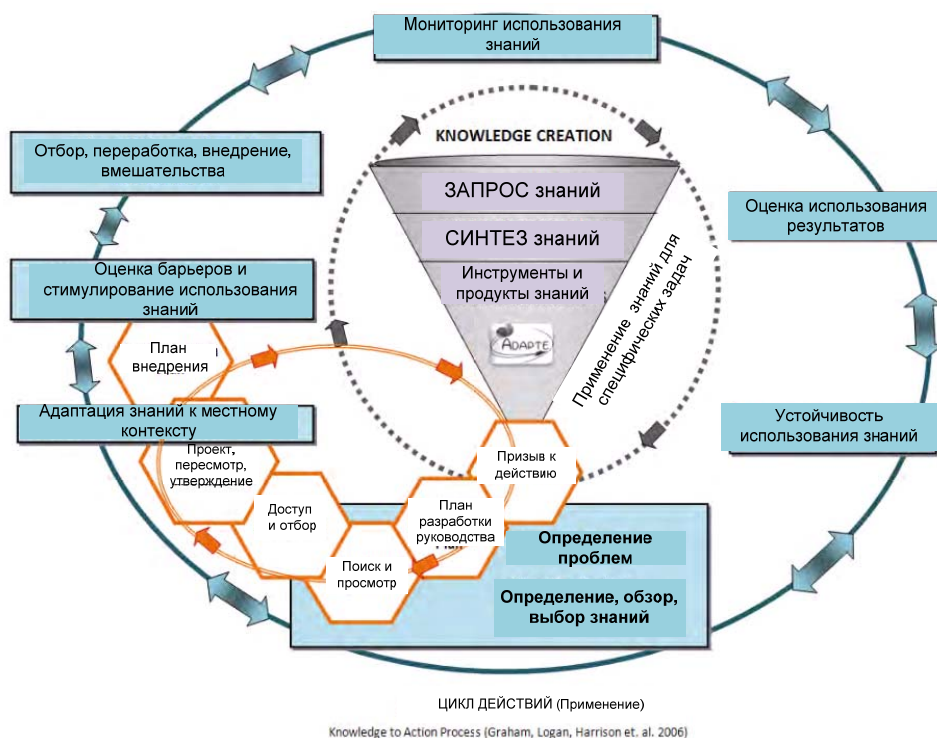 Мониторинг использования
знаний
KNOWLEDGE CREATION
Отбор, переработка, внедрение,
вмешательства
ЗАПРОС знаний
СИНТЕЗ знаний
Инструменты и
продукты знаний
ADAPTE
Применение знаний для
специфических задач
Оценка использования
результатов
Оценка барьеров и
стимулирование использования
знаний
План
внедрения
Адаптация знаний к местному
контексту
Устойчивость
использования знаний
Проект,
пересмотр,
утверждение
Доступ
и отбор
Поиск и
просмотр
План
разработки
руководства
Призыв к
действию
Определение
проблем
Определение, обзор,
выбор знаний
ЦИКЛ ДЕЙСТВИЙ (Применение)
Knowledge to Action Process (Graham, Logan, Harrison et. al. 2006)